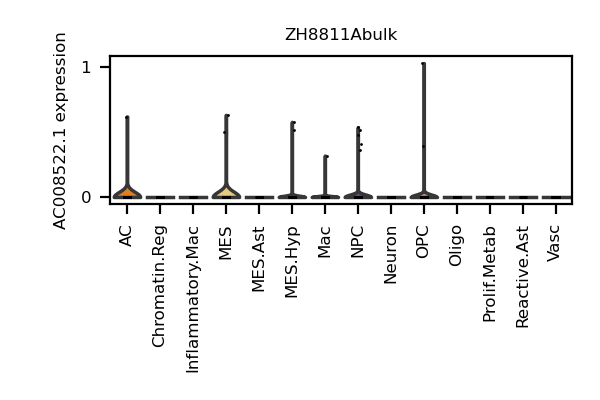 ZH8811Abulk
AC008522.1 expression
1
0
AC
Chromatin.Reg
Inflammatory.Mac
MES
MES.Ast
MES.Hyp
Mac
NPC
Neuron
OPC
Oligo
Prolif.Metab
Reactive.Ast
Vasc